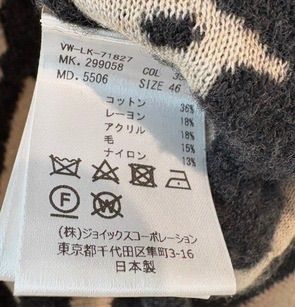 VW-LK-71827
MK. 299058 COL 39
MD. 5506 SIZE 46
コットン 36%
レーヨン 18%
アクリル 18%
毛 15%
ナイロン 13%
F W
(株)ジョイックスコーポレーション
東京都千代田区隼町3-16
日本製